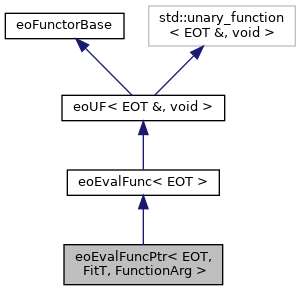 eoFunctorBase
std::unary_function
< EOT &, void >
eoUF< EOT &, void >
eoEvalFunc< EOT >
eoEvalFuncPtr< EOT,
FitT, FunctionArg >